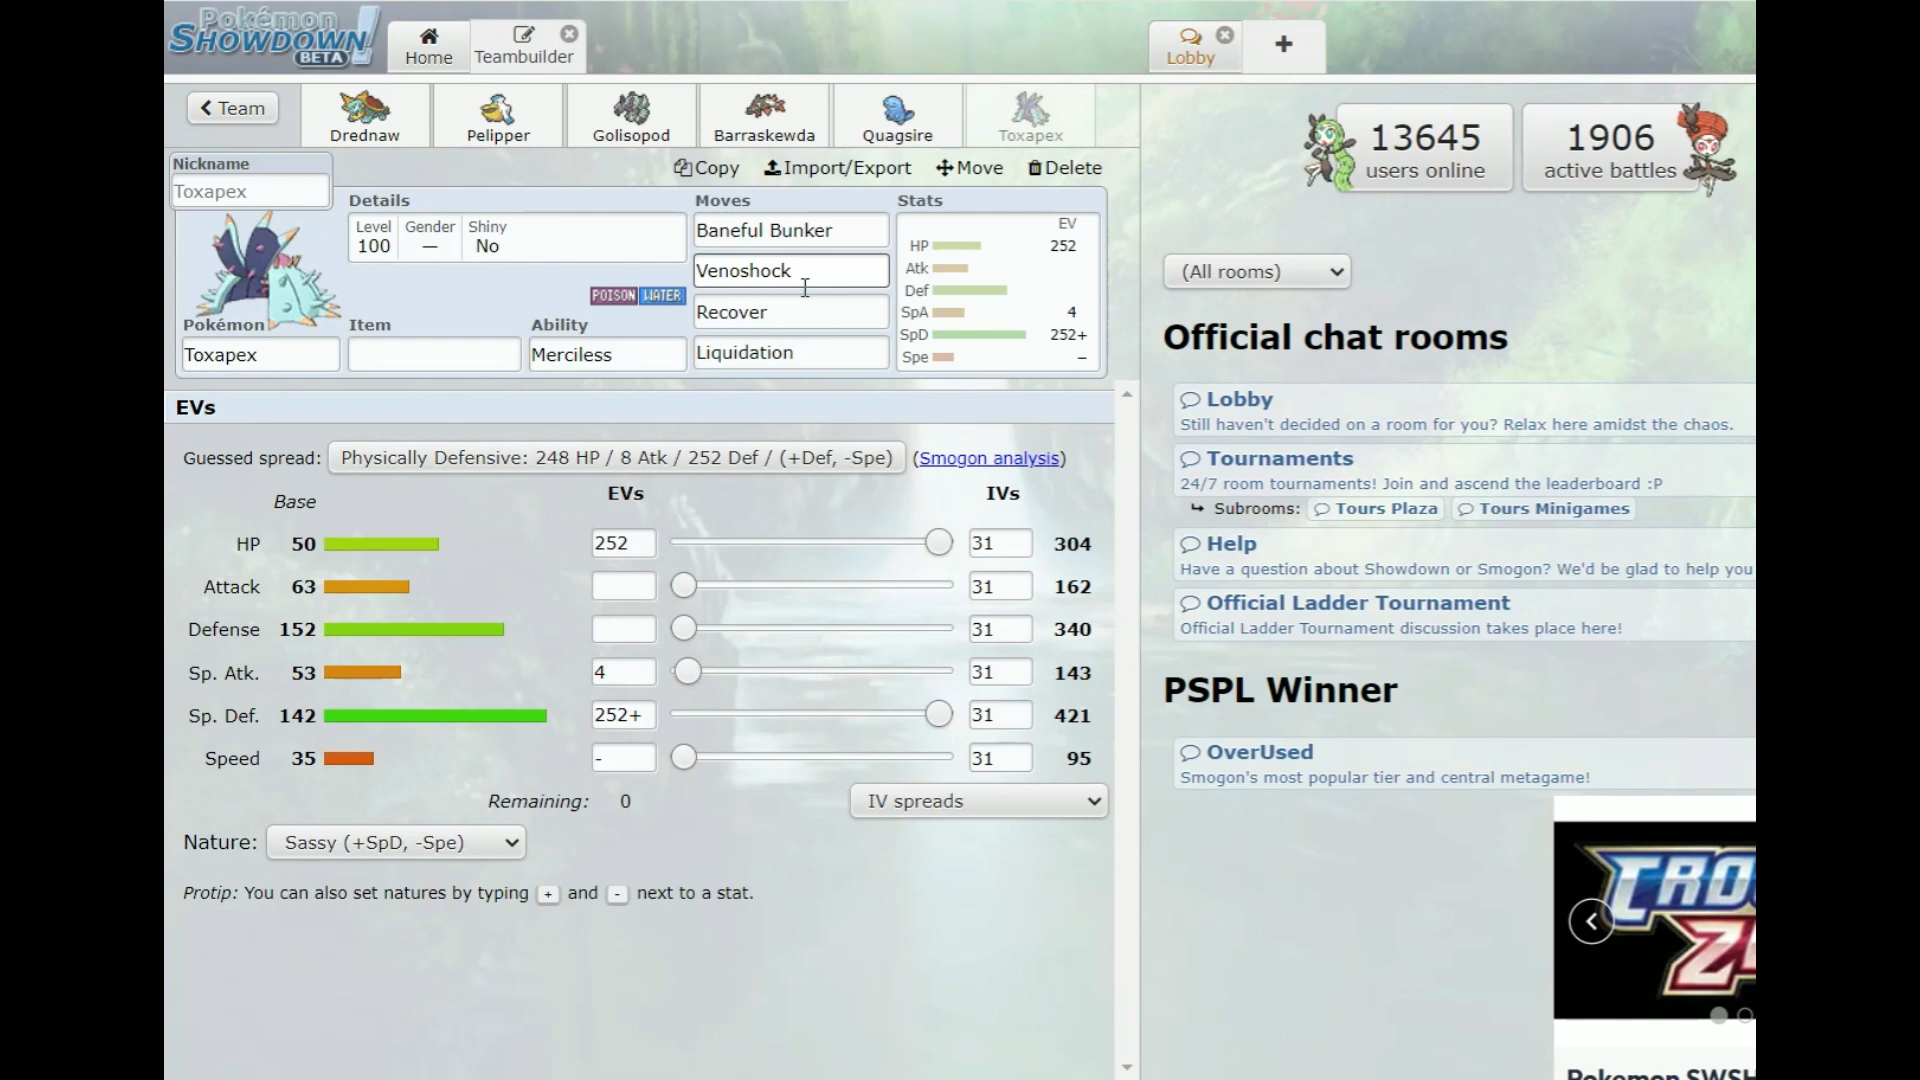 Pokémon
SHOWDOWN!
BETA
Home
Teambuilder
Lobby
+
Team
Drednaw
Pelipper
Golisopod
Barraskewda
Quagsire
Toxapex
Copy
Import/Export
Move
Delete
Nickname
Toxapex
Details
Level
100
Gender
—
Shiny
No
POISON WATER
Pokémon
Toxapex
Item
Ability
Merciless
Moves
Baneful Bunker
Venoshock
Recover
Liquidation
Stats
EV
HP 252
Atk
Def
SpA 4
SpD 252+
Spe –
EVs
Guessed spread: Physically Defensive: 248 HP / 8 Atk / 252 Def / (+Def, -Spe) (Smogon analysis)
Base EVs IVs
HP 50 252 31 304
Attack 63 31 162
Defense 152 31 340
Sp. Atk. 53 4 31 143
Sp. Def. 142 252+ 31 421
Speed 35 - 31 95
Remaining: 0
IV spreads
Nature: Sassy (+SpD, -Spe)
Protip: You can also set natures by typing + and - next to a stat.
13645
users online
1906
active battles
(All rooms)
Official chat rooms
Lobby
Still haven't decided on a room for you? Relax here amidst the chaos.
Tournaments
24/7 room tournaments! Join and ascend the leaderboard :P
Subrooms: Tours Plaza Tours Minigames
Help
Have a question about Showdown or Smogon? We'd be glad to help you
Official Ladder Tournament
Official Ladder Tournament discussion takes place here!
PSPL Winner
OverUsed
Smogon's most popular tier and central metagame!
CRO
Z
Pokemon SWSH